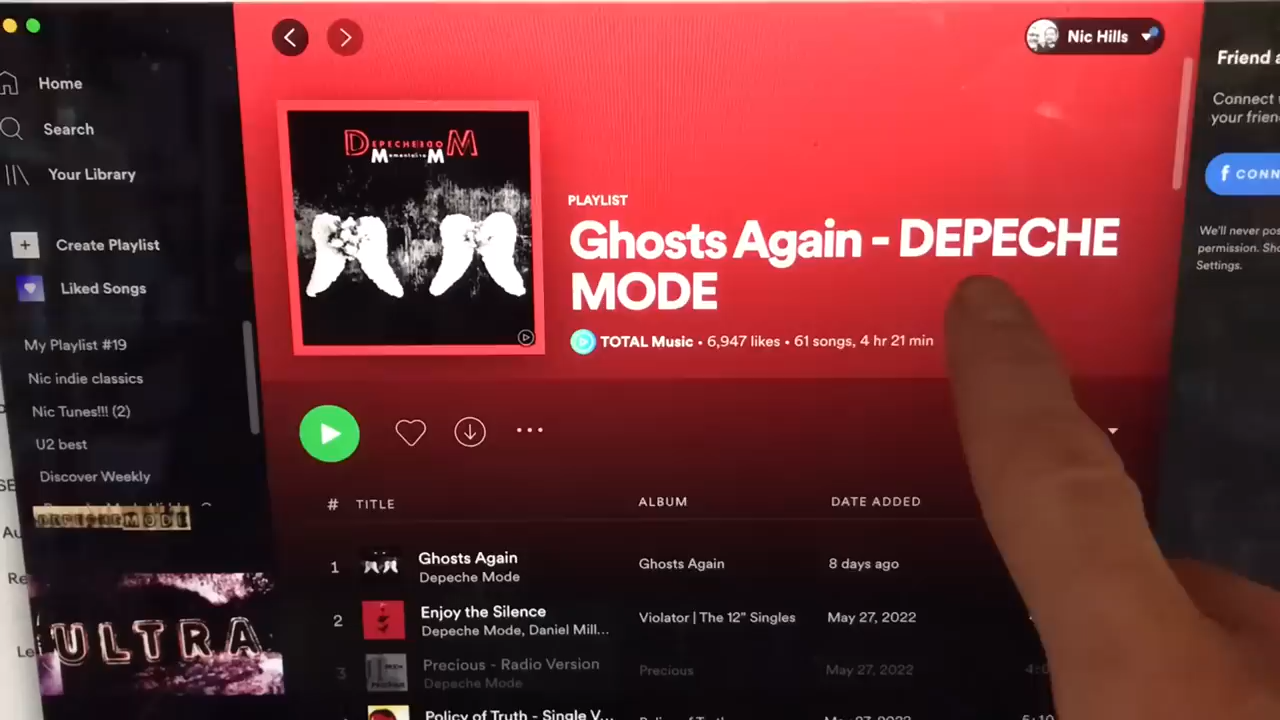 Nic Hills
Friend a
Connect
your frien
CONN
We'll never pos
permission. Sho
Settings.
Home
Search
Your Library
Create Playlist
Liked Songs
My Playlist #19
Nic indie classics
Nic Tunes!!! (2)
U2 best
Discover Weekly
DEPECHE MODE
ULTRA
DEPECHE MODE
Memento Mori
PLAYLIST
Ghosts Again - DEPECHE
MODE
TOTAL Music • 6,947 likes • 61 songs, 4 hr 21 min
# TITLE ALBUM DATE ADDED
1 Ghosts Again Ghosts Again 8 days ago
Depeche Mode
2 Enjoy the Silence Violator | The 12" Singles May 27, 2022
Depeche Mode, Daniel Mill...
3 Precious - Radio Version Precious May 27, 2022
Depeche Mode
Policy of Truth - Single V...